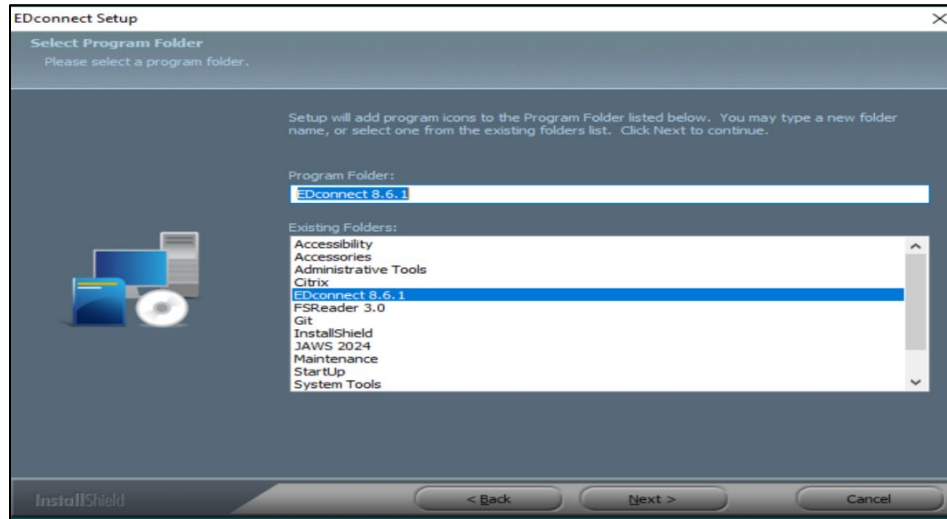 EDconnect Setup
Select Program Folder
Please select a program folder.
Setup will add program icons to the Program Folder listed below. You may type a new folder
name, or select one from the existing folders list. Click Next to continue.
Program Folder:
EDconnect 8.6.1
Existing Folders:
Accessibility
Accessories
Administrative Tools
Citrix
EDconnect 8.6.1
FSReader 3.0
Git
InstallShield
JAWS 2024
Maintenance
StartUp
System Tools
InstallShield
< Back
Next >
Cancel